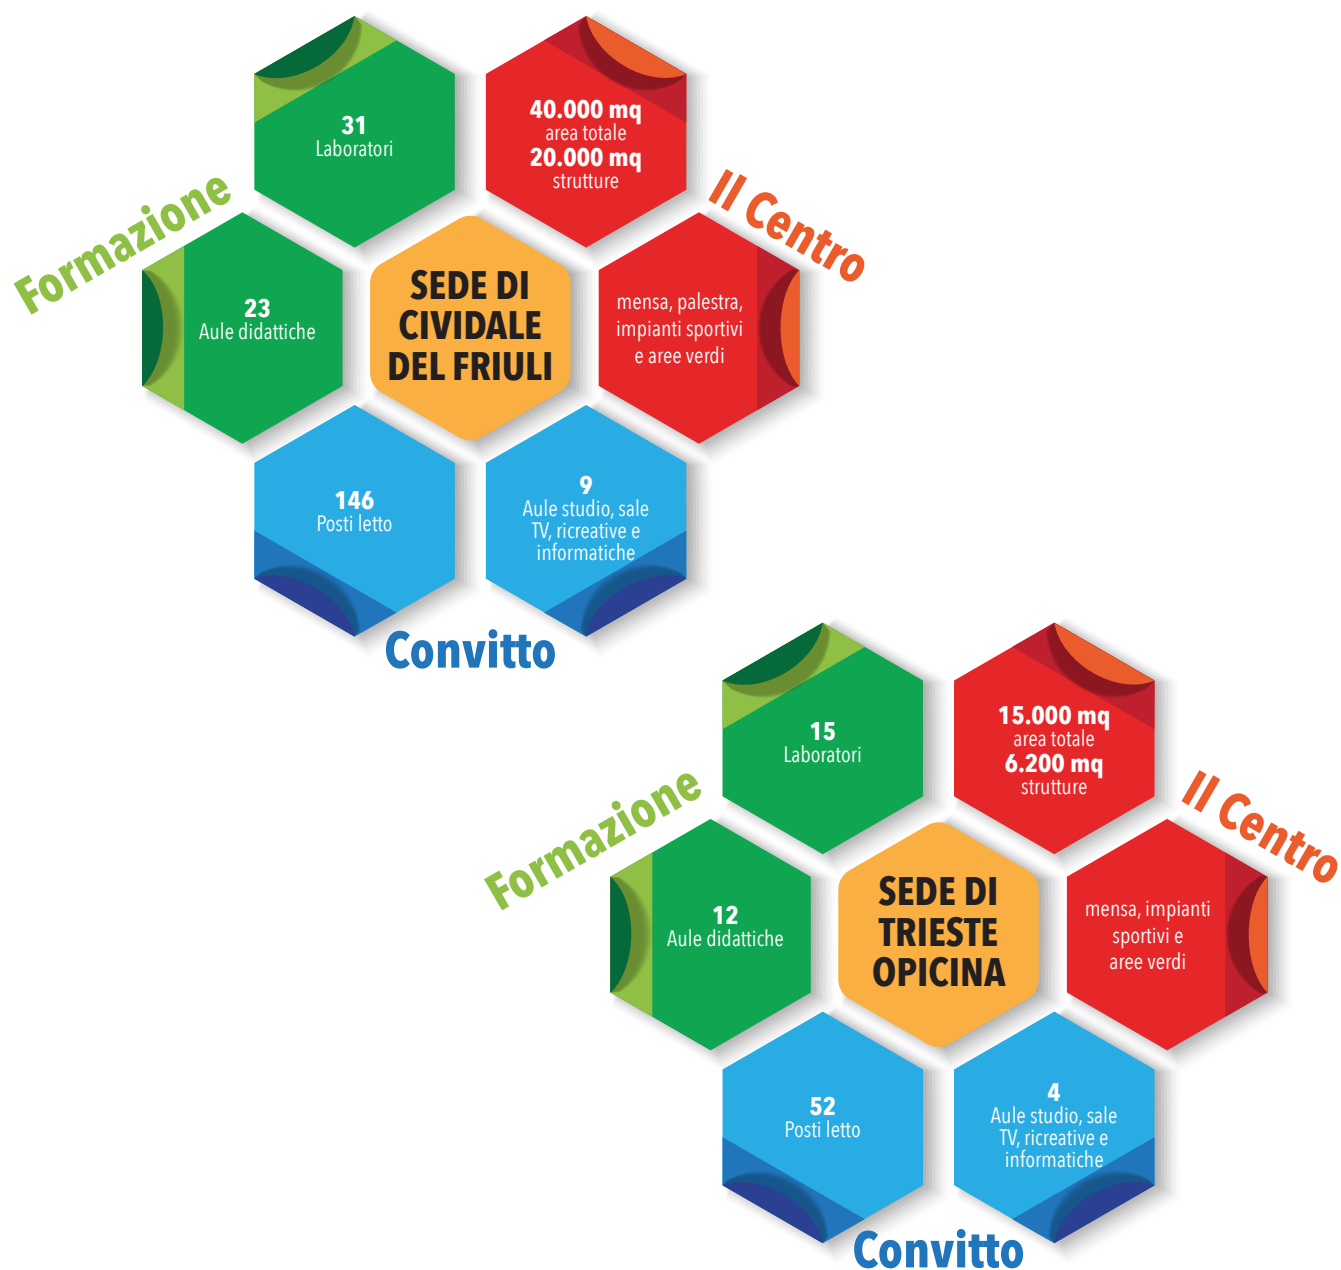 Formazione
31
Laboratori
23
Aule didattiche
Il Centro
40.000 mq
area totale
20.000 mq
strutture
mensa, palestra,
impianti sportivi
e aree verdi
SEDE DI
CIVIDALE
DEL FRIULI
146
Posti letto
9
Aule studio, sale
TV, ricreative e
informatiche
Convitto
Formazione
15
Laboratori
12
Aule didattiche
Il Centro
15.000 mq
area totale
6.200 mq
strutture
mensa, impianti
sportivi e
aree verdi
SEDE DI
TRIESTE
OPICINA
52
Posti letto
4
Aule studio, sale
TV, ricreative e
informatiche
Convitto